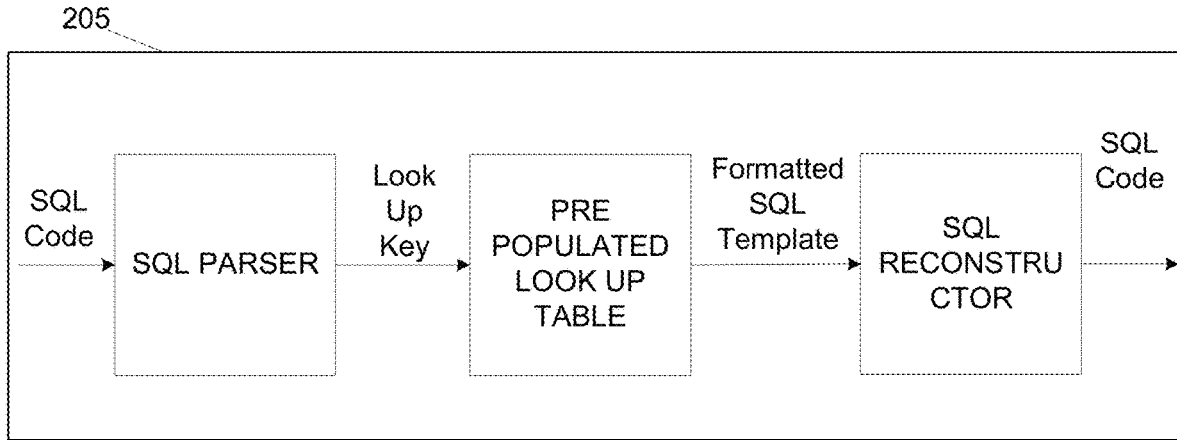 205
SQL
Code
SQL PARSER
Look
Up
Key
PRE
POPULATED
LOOK UP
TABLE
Formatted
SQL
Template
SQL
RECONSTRU
CTOR
SQL
Code